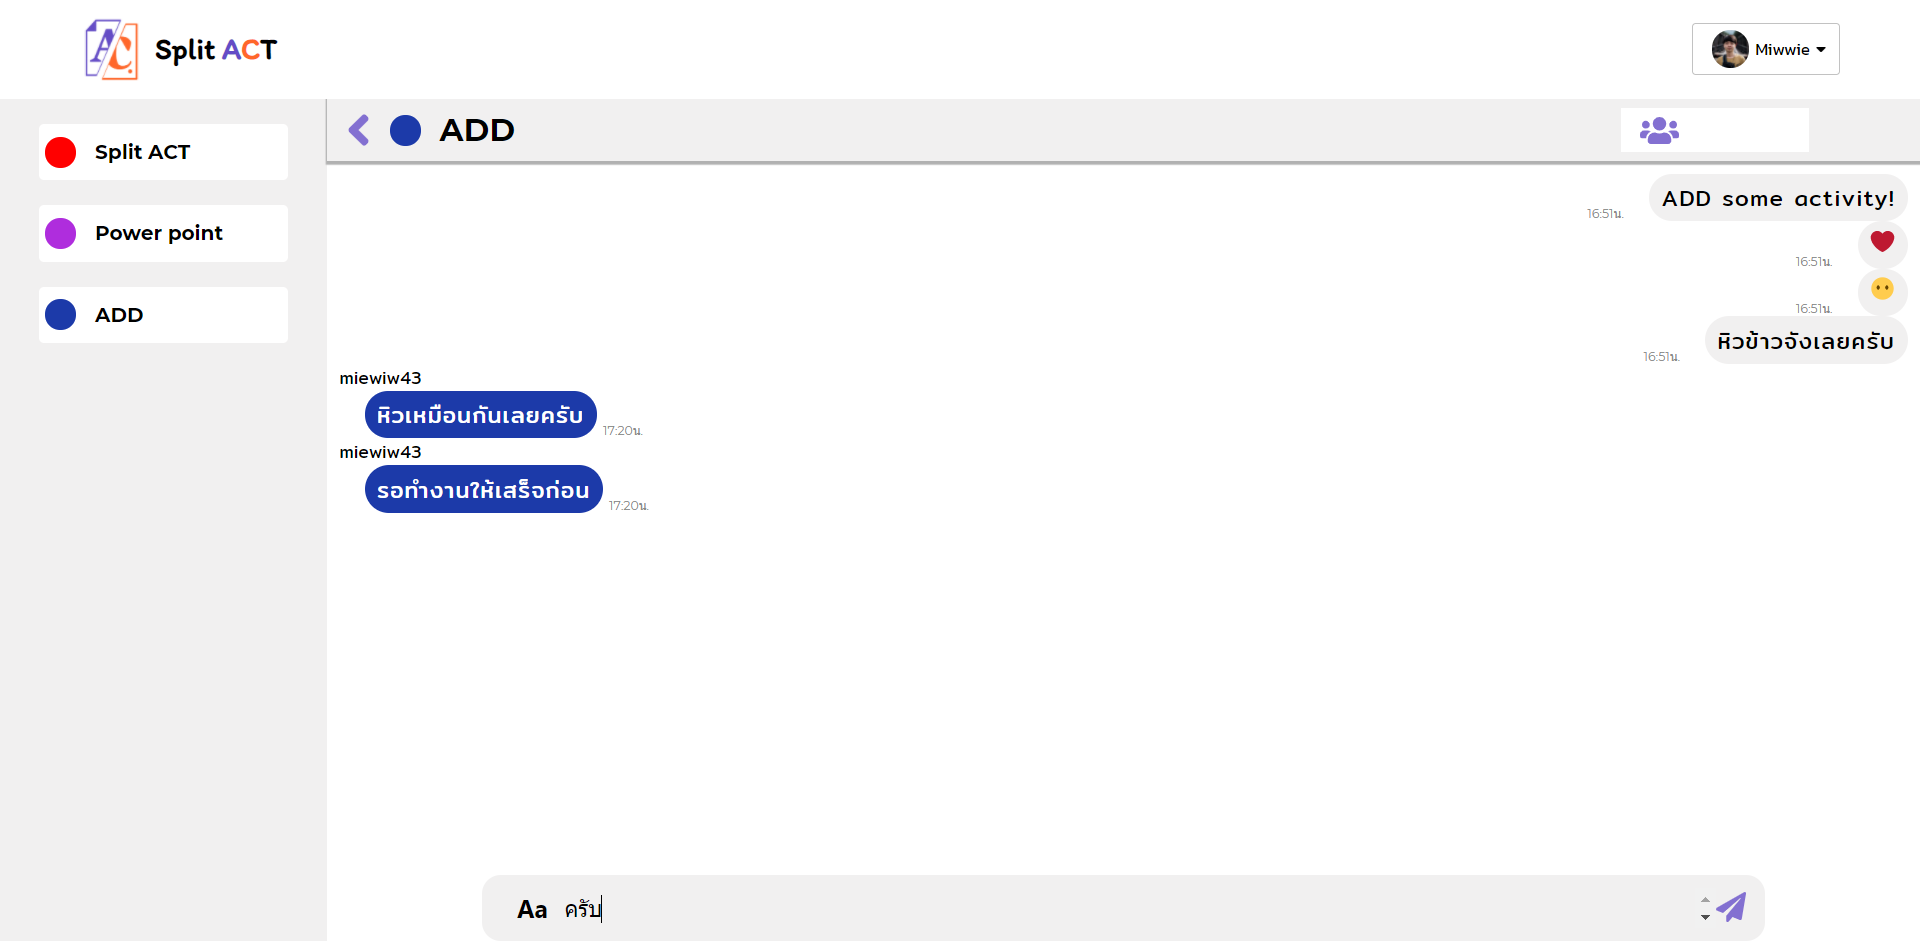 Split ACT
Miwwie
Split ACT
Power point
ADD
ADD
ADD some activity!
16:51น.
16:51น.
16:51น.
หิวข้าวจังเลยครับ
16:51น.
miewiw43
หิวเหมือนกันเลยครับ
17:20น.
miewiw43
รอทำงานให้เสร็จก่อน
17:20น.
Aa ครับ